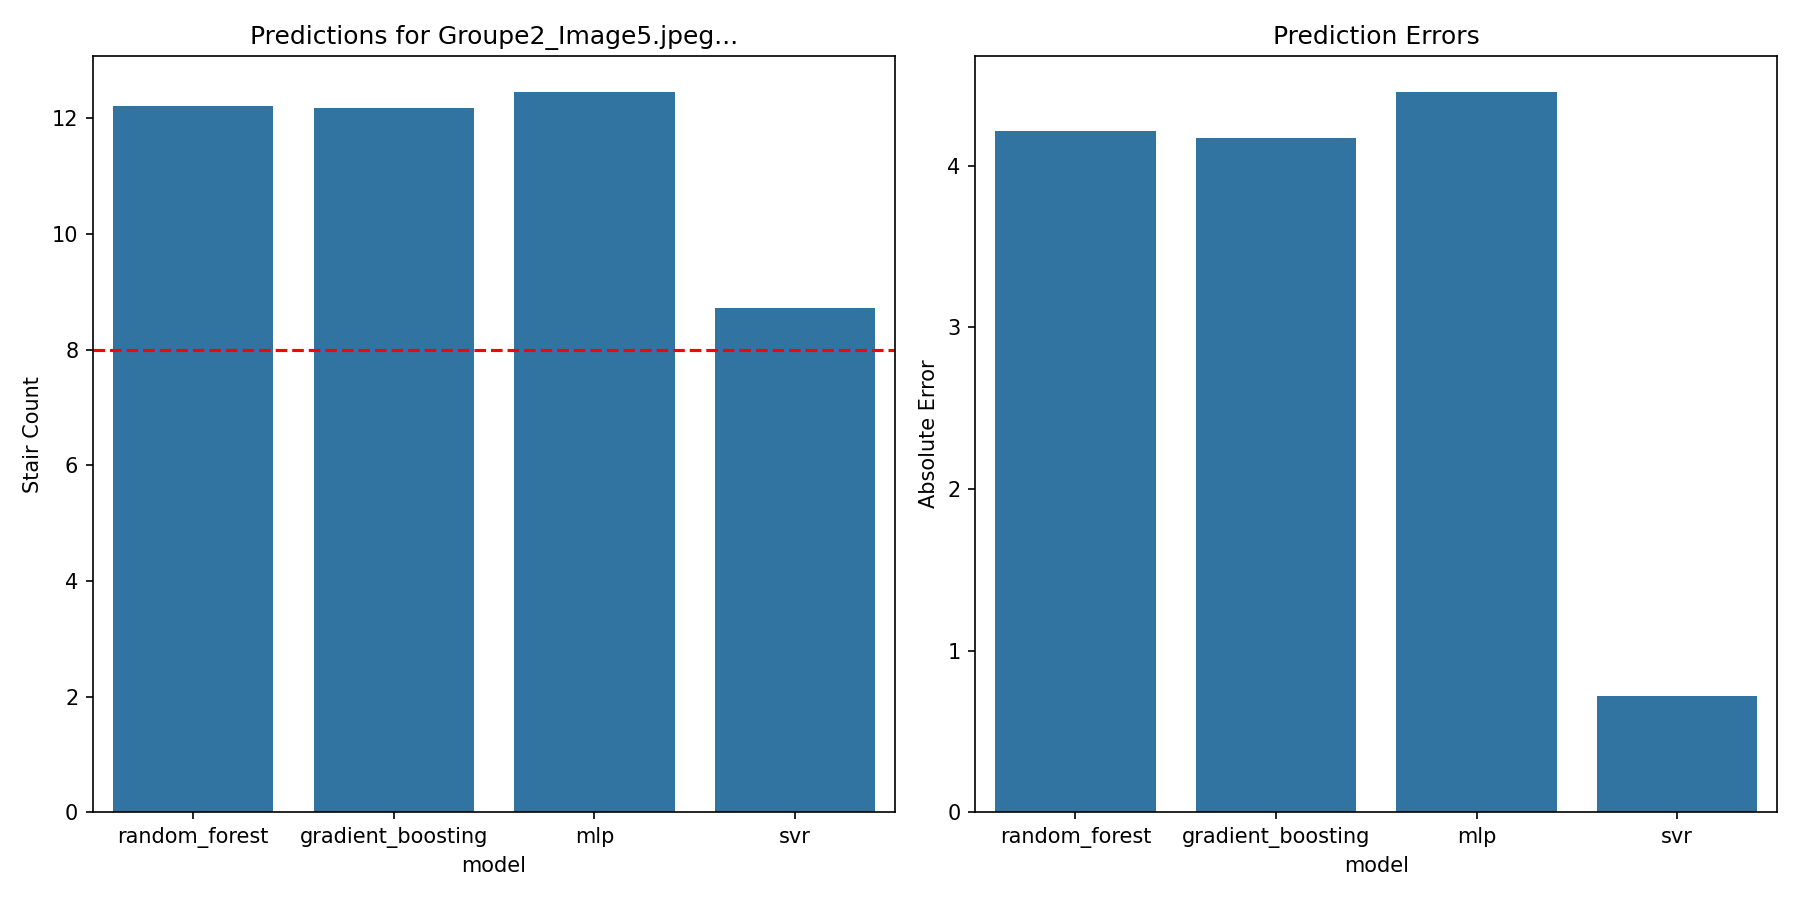 Predictions for Groupe2_Image5.jpeg...
Stair Count
12
10
8
6
4
2
0
random_forest gradient_boosting mlp svr
model
Prediction Errors
Absolute Error
4
3
2
1
0
random_forest gradient_boosting mlp svr
model